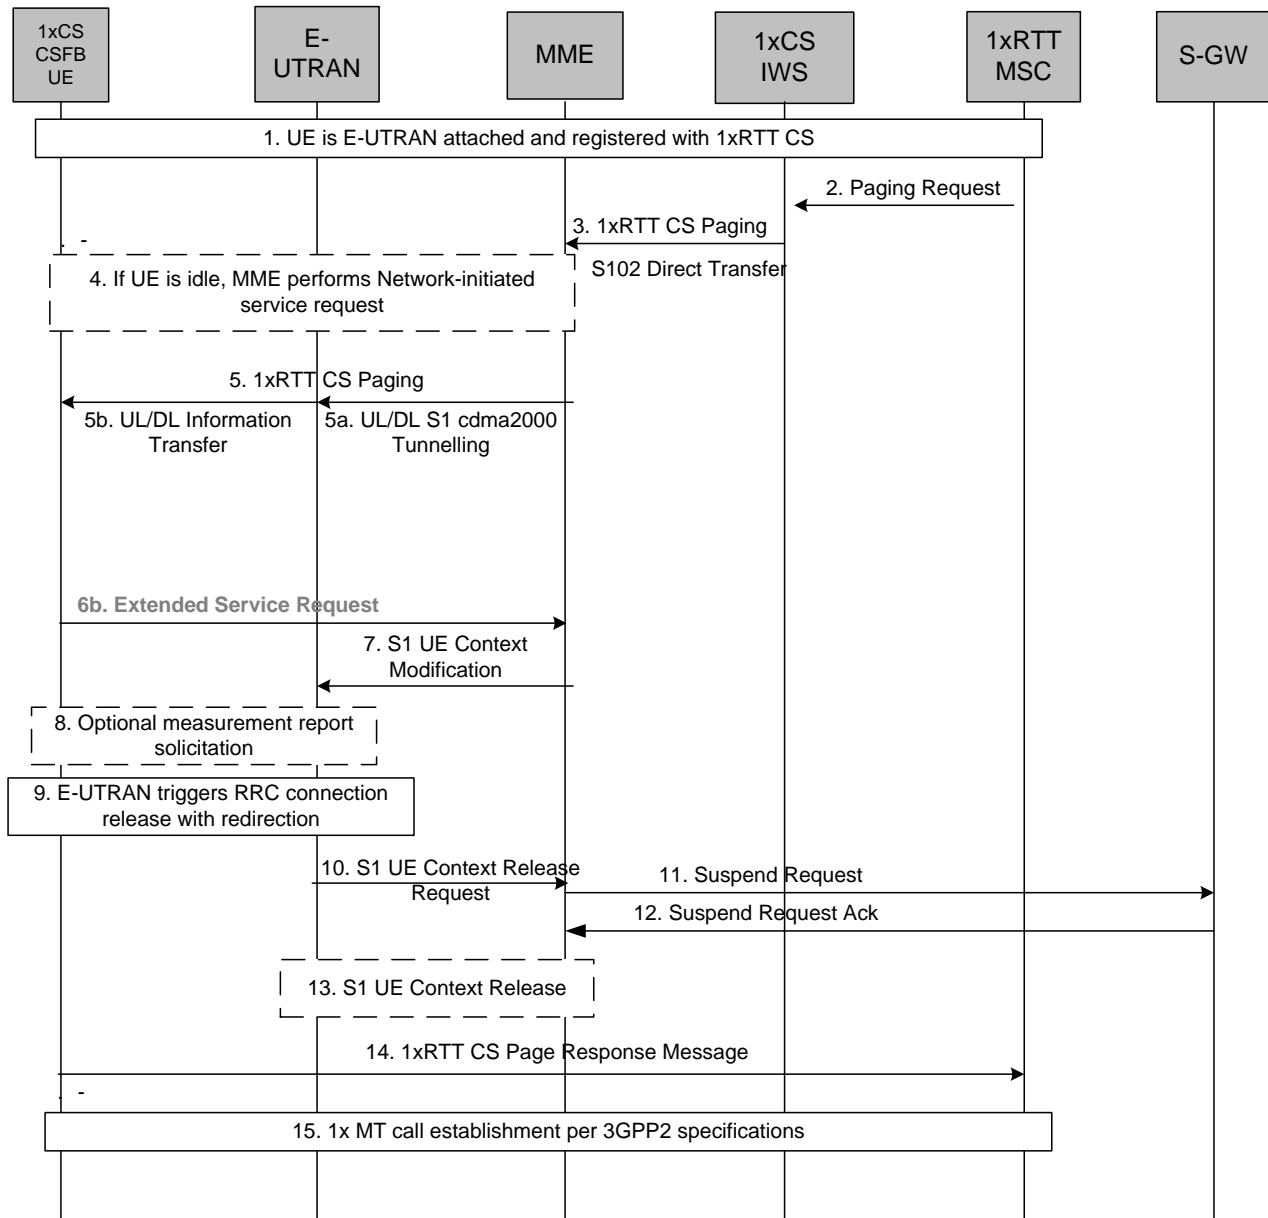 1xCS
CSFB
UE
E-
UTRAN
MME
1xCS
IWS
1xRTT
MSC
S-GW
1. UE is E-UTRAN attached and registered with 1xRTT CS
2. Paging Request
3. 1xRTT CS Paging
S102 Direct Transfer
4. If UE is idle, MME performs Network-initiated
service request
5. 1xRTT CS Paging
5b. UL/DL Information
Transfer
5a. UL/DL S1 cdma2000
Tunnelling
6b. Extended Service Request
7. S1 UE Context
Modification
8. Optional measurement report
solicitation
9. E-UTRAN triggers RRC connection
release with redirection
10. S1 UE Context Release
Request
11. Suspend Request
12. Suspend Request Ack
13. S1 UE Context Release
14. 1xRTT CS Page Response Message
15. 1x MT call establishment per 3GPP2 specifications